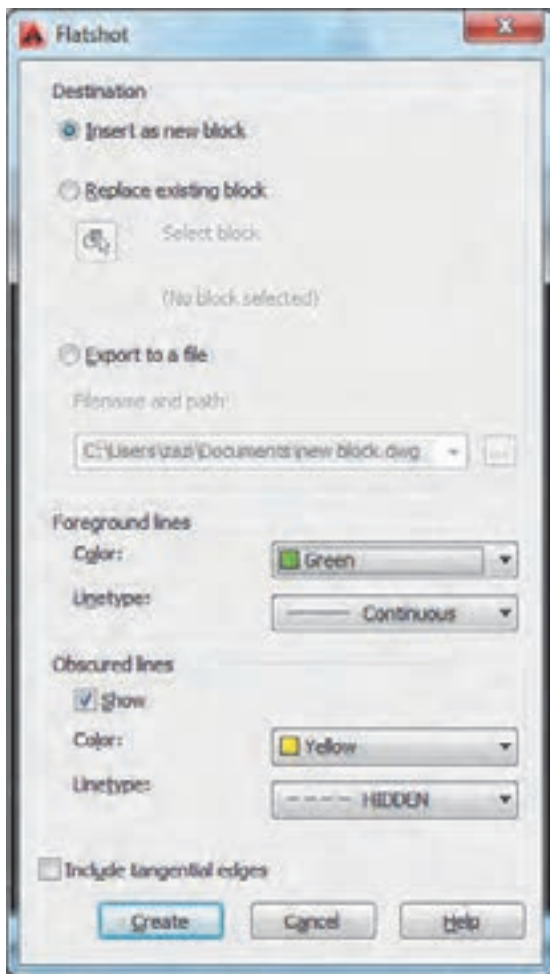 Flatshot
Destination
Insert as new block
Replace existing block
Select block
(No block selected)
Export to a file
Filename and path:
C:\Users\zazi\Documents\new block.dwg
...
Foreground lines
Color:
Green
Linetype:
Continuous
Obscured lines
Show
Color:
Yellow
Linetype:
HIDDEN
Include tangential edges
Create Cancel Help